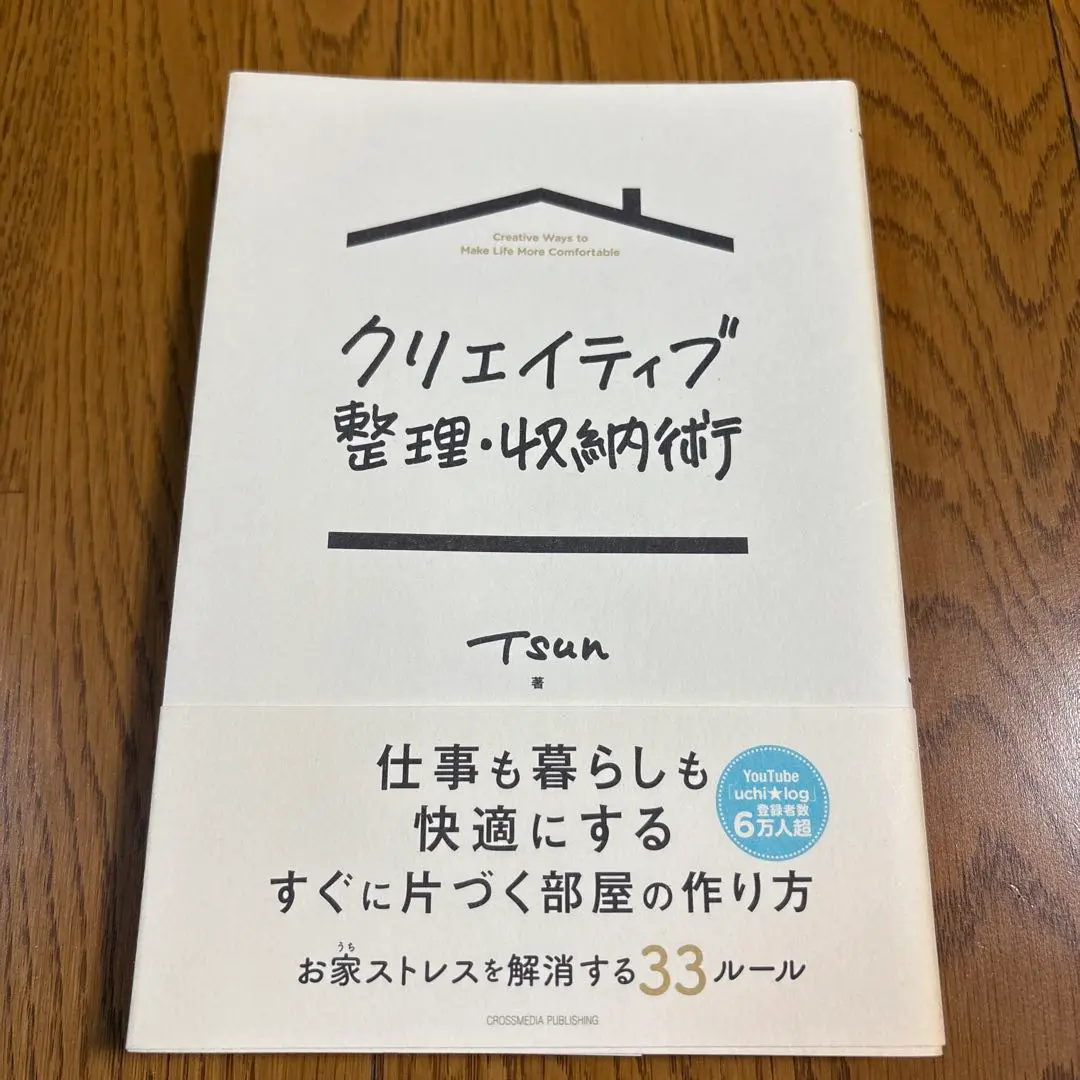 Creative Ways to
Make Life More Comfortable
クリエイティブ
整理・収納術
Tsun
著
仕事も暮らしも
快適にする
すぐに片づく部屋の作り方
YouTube
「uchi★log」
登録者数
6万人超
うち
お家ストレスを解消する33ルール
CROSSMEDIA PUBLISHING